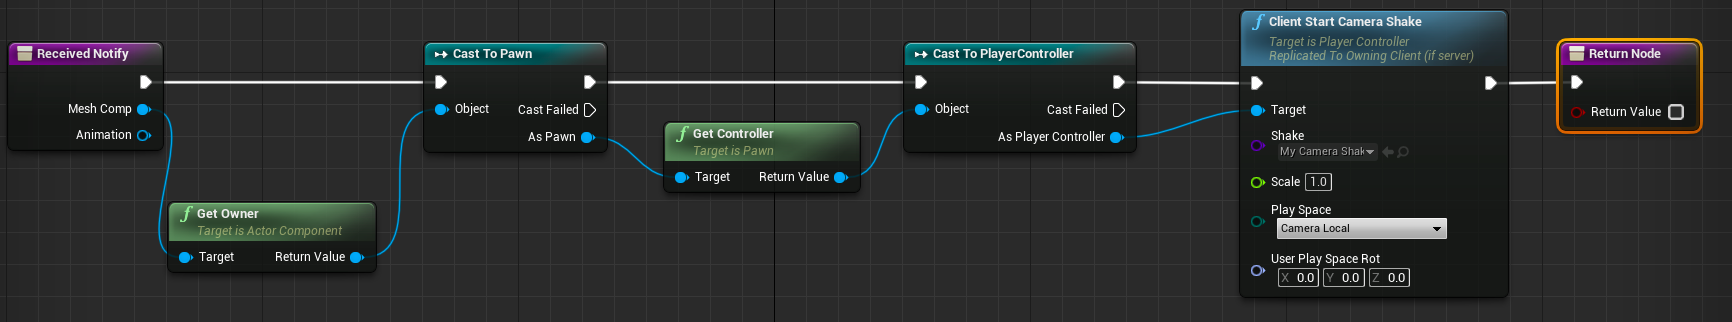 Received Notify
Mesh Comp
Animation
Get Owner
Target is Actor Component
Target Return Value
Cast To Pawn
Object Cast Failed
As Pawn
Get Controller
Target is Pawn
Target Return Value
Cast To PlayerController
Object Cast Failed
As Player Controller
Client Start Camera Shake
Target is Player Controller
Replicated To Owning Client (if server)
Target
Shake
My Camera Shak
Scale 1.0
Play Space
Camera Local
User Play Space Rot
X 0.0 Y 0.0 Z 0.0
Return Node
Return Value